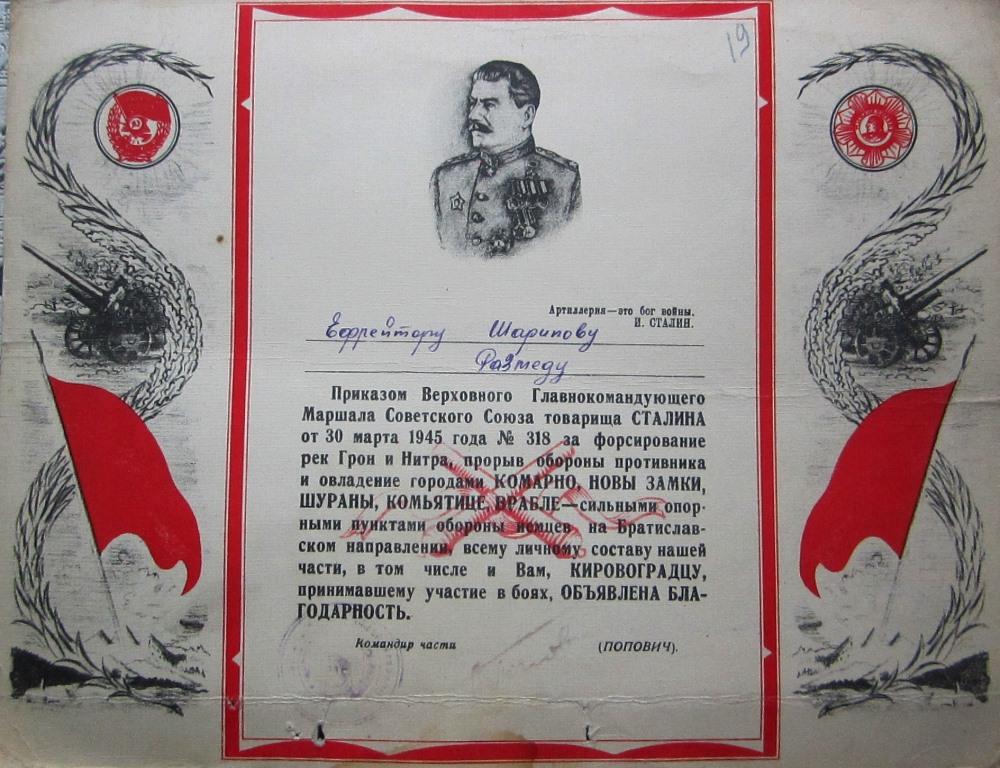 19
Артиллерия—это бог войны.
И. СТАЛИН.
Ефрейтору Шарипову
Размеду
Приказом Верховного Главнокомандующего
Маршала Советского Союза товарища СТАЛИНА
от 30 марта 1945 года № 318 за форсирование
рек Грон и Нитра, прорыв обороны противника
и овладение городами КОМАРНО, НОВЫ ЗАМКИ,
ШУРАНЫ, КОМЬЯТИЦЕ ВРАБЛЕ—сильными опор-
ными пунктами обороны немцев на Братислав-
ском направлении, всему личному составу нашей
части, в том числе и Вам, КИРОВОГРАДЦУ,
принимавшему участие в боях, ОБЪЯВЛЕНА БЛА-
ГОДАРНОСТЬ.
Командир части (ПОПОВИЧ).